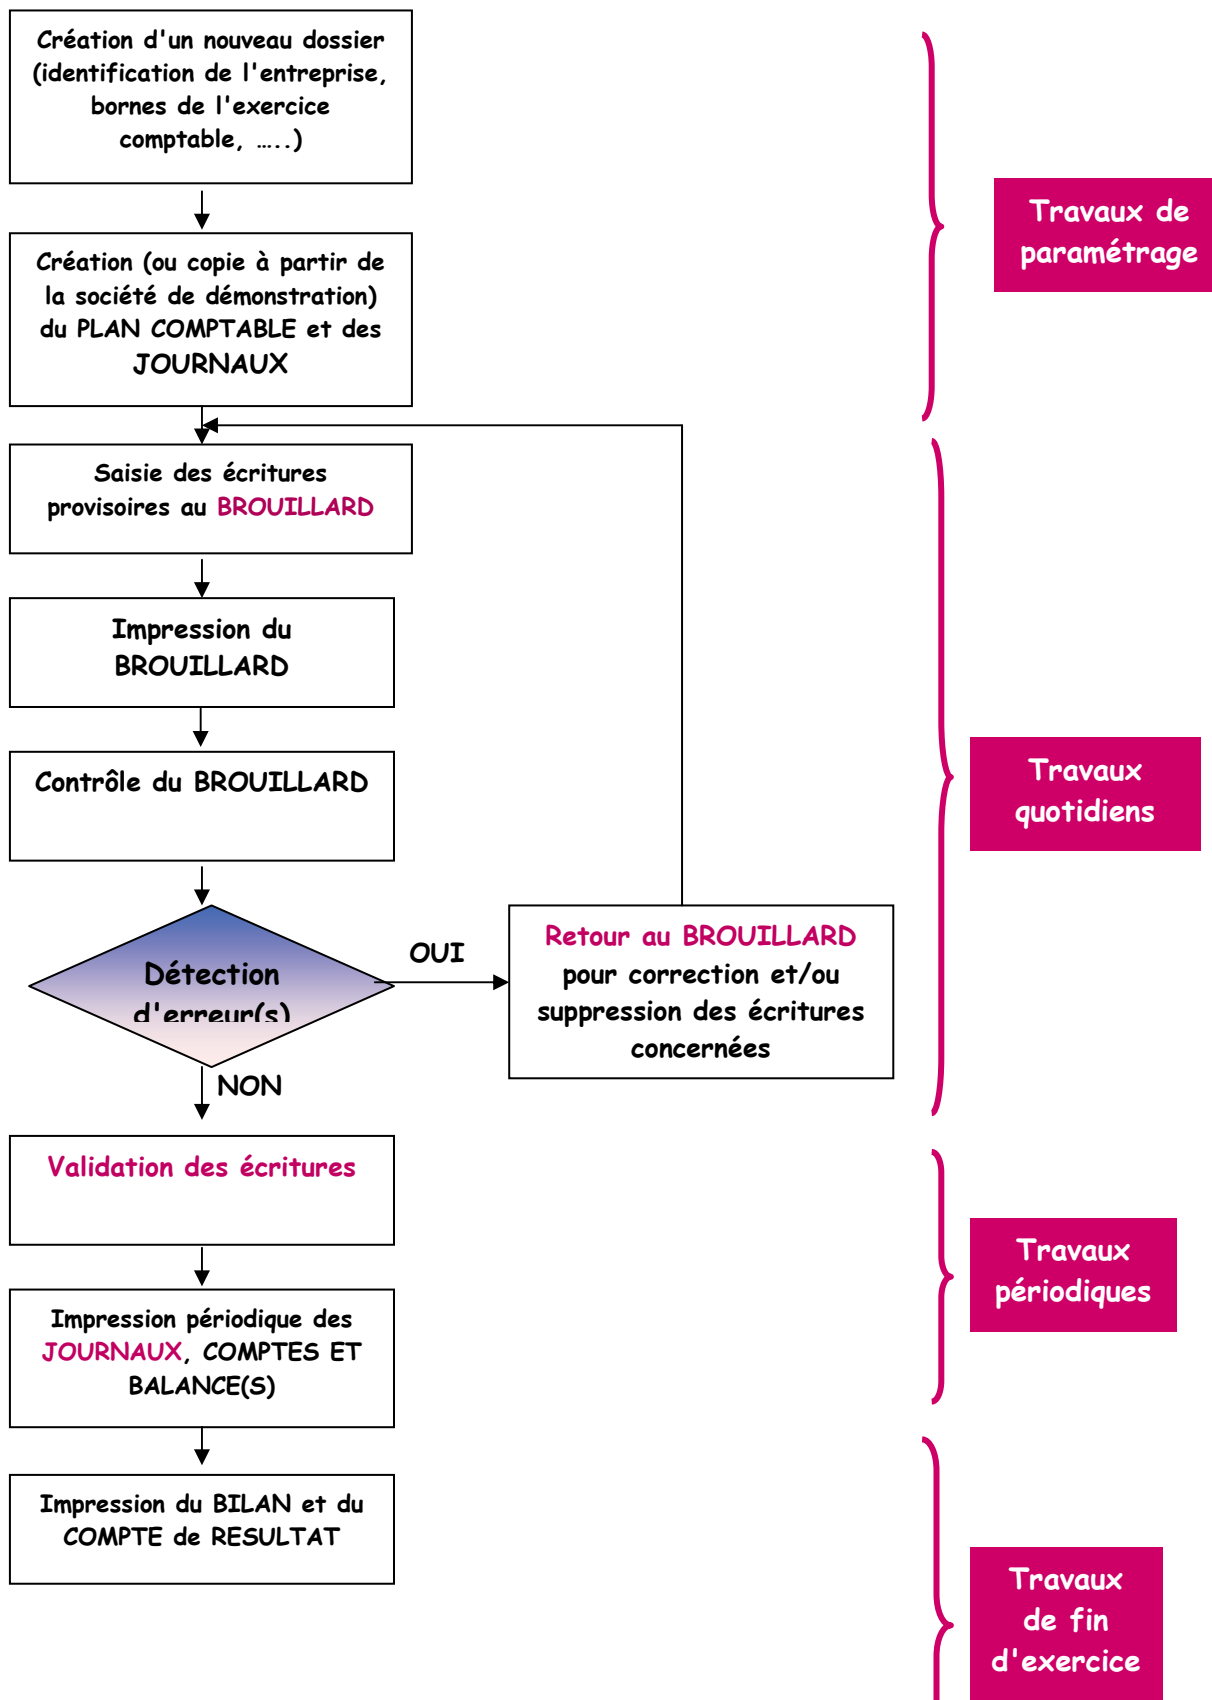 Création d'un nouveau dossier
(identification de l'entreprise,
bornes de l'exercice
comptable, …..)
Travaux de
paramétrage
Création (ou copie à partir de
la société de démonstration)
du PLAN COMPTABLE et des
JOURNAUX
Saisie des écritures
provisoires au BROUILLARD
Impression du
BROUILLARD
Contrôle du BROUILLARD
Travaux
quotidiens
Détection
d'erreur(s)
OUI
Retour au BROUILLARD
pour correction et/ou
suppression des écritures
concernées
NON
Validation des écritures
Travaux
périodiques
Impression périodique des
JOURNAUX, COMPTES ET
BALANCE(S)
Impression du BILAN et du
COMPTE de RESULTAT
Travaux
de fin
d'exercice